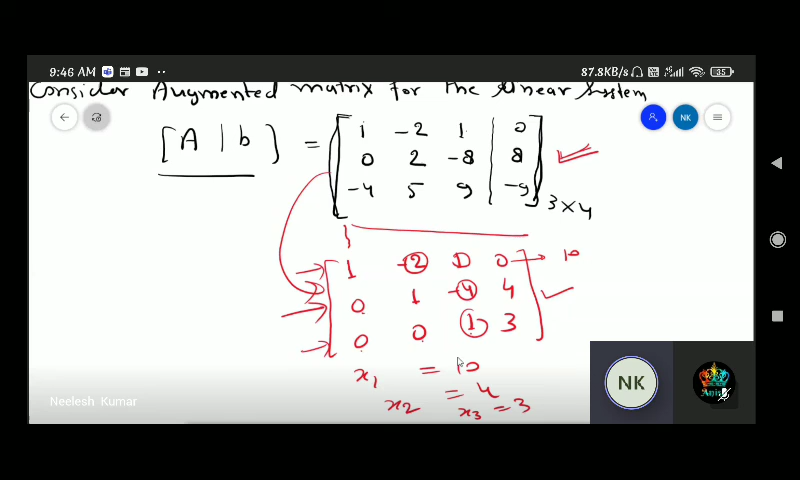 9:46 AM
87.8KB/s
35
Consider Augmented matrix for the linear system
NK
[A | b] = [ 1 -2 1 | 0 ]
0 2 -8 | 8
-4 5 9 | -9
3×4
1 -2 1 0 → 10
0 1 -4 4
0 0 1 3
x1 = 10
x2 = 4
x3 = 3
NK
Neelesh Kumar